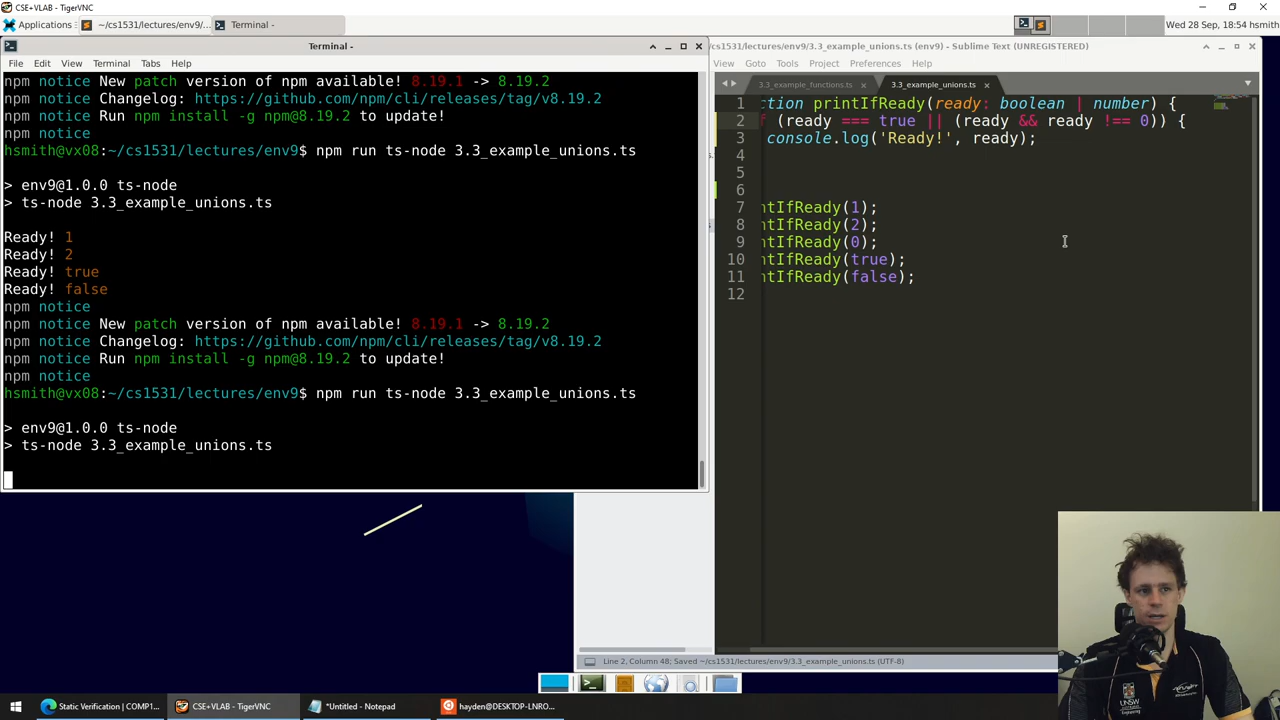 CSE+VLAB - TigerVNC
Applications
~/cs1531/lectures/env9/3...
Terminal -
Wed 28 Sep, 18:54 hsmith
Terminal -
File Edit View Terminal Tabs Help
npm notice New patch version of npm available! 8.19.1 -> 8.19.2
npm notice Changelog: https://github.com/npm/cli/releases/tag/v8.19.2
npm notice Run npm install -g npm@8.19.2 to update!
npm notice
hsmith@vx08:~/cs1531/lectures/env9$ npm run ts-node 3.3_example_unions.ts
> env9@1.0.0 ts-node
> ts-node 3.3_example_unions.ts
Ready! 1
Ready! 2
Ready! true
Ready! false
npm notice
npm notice New patch version of npm available! 8.19.1 -> 8.19.2
npm notice Changelog: https://github.com/npm/cli/releases/tag/v8.19.2
npm notice Run npm install -g npm@8.19.2 to update!
npm notice
hsmith@vx08:~/cs1531/lectures/env9$ npm run ts-node 3.3_example_unions.ts
> env9@1.0.0 ts-node
> ts-node 3.3_example_unions.ts
/cs1531/lectures/env9/3.3_example_unions.ts (env9) - Sublime Text (UNREGISTERED)
View Goto Tools Project Preferences Help
3.3_example_functions.ts
3.3_example_unions.ts
1 ction printIfReady(ready: boolean | number) {
2 f (ready === true || (ready && ready !== 0)) {
3 console.log('Ready!', ready);
4
5
6
7 ntIfReady(1);
8 ntIfReady(2);
9 ntIfReady(0);
10 ntIfReady(true);
11 ntIfReady(false);
12
Line 2, Column 48; Saved ~/cs1531/lectures/env9/3.3_example_unions.ts (UTF-8)
UNSW
Static Verification | COMP1...
CSE+VLAB - TigerVNC
*Untitled - Notepad
hayden@DESKTOP-LNRO...